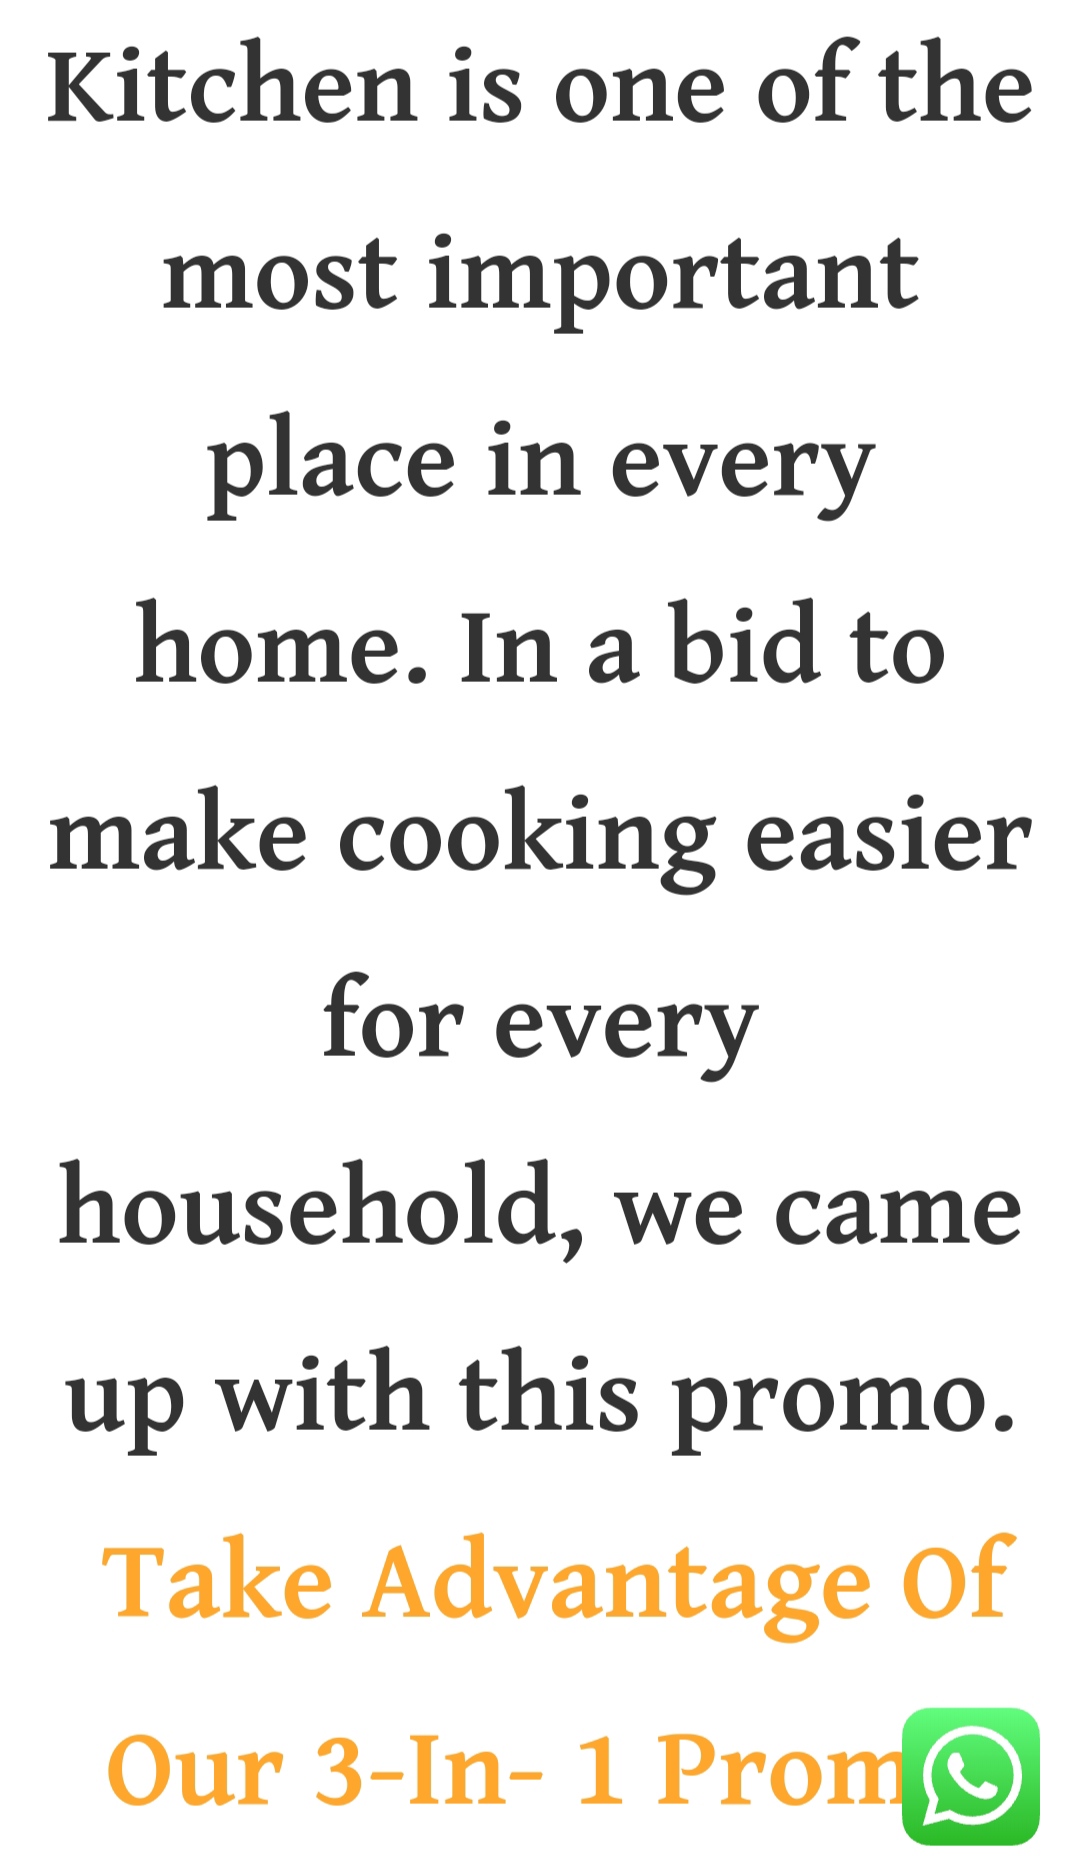 Kitchen is one of the
most important
place in every
home. In a bid to
make cooking easier
for every
household, we came
up with this promo.
Take Advantage Of
Our 3-In- 1 Prom